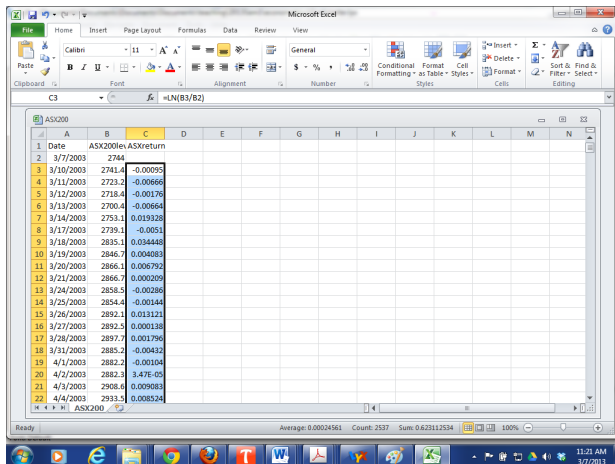 Microsoft Excel
File Home Insert Page Layout Formulas Data Review View
Calibri 11 A A General Insert Σ
Paste B I U A $ % , Conditional Format Cell Delete Sort & Find &
Formatting as Table Styles Format Filter Select
Clipboard Font Alignment Number Styles Cells Editing
C3 fx =LN(B3/B2)
ASX200
A B C D E F G H I J K L M N
1 Date ASX200lev ASXreturn
2 3/7/2003 2744
3 3/10/2003 2741.4 -0.00095
4 3/11/2003 2723.2 -0.00666
5 3/12/2003 2718.4 -0.00176
6 3/13/2003 2700.4 -0.00664
7 3/14/2003 2753.1 0.019328
8 3/17/2003 2739.1 -0.0051
9 3/18/2003 2835.1 0.034448
10 3/19/2003 2846.7 0.004083
11 3/20/2003 2866.1 0.006792
12 3/21/2003 2866.7 0.000209
13 3/24/2003 2858.5 -0.00286
14 3/25/2003 2854.4 -0.00144
15 3/26/2003 2892.1 0.013121
16 3/27/2003 2892.5 0.000138
17 3/28/2003 2897.7 0.001796
18 3/31/2003 2885.2 -0.00432
19 4/1/2003 2882.2 -0.00104
20 4/2/2003 2882.3 3.47E-05
21 4/3/2003 2908.6 0.009083
22 4/4/2003 2933.5 0.008524
ASX200
Ready Average: 0.00024561 Count: 2537 Sum: 0.623112534 100%
11:21 AM
3/7/2013